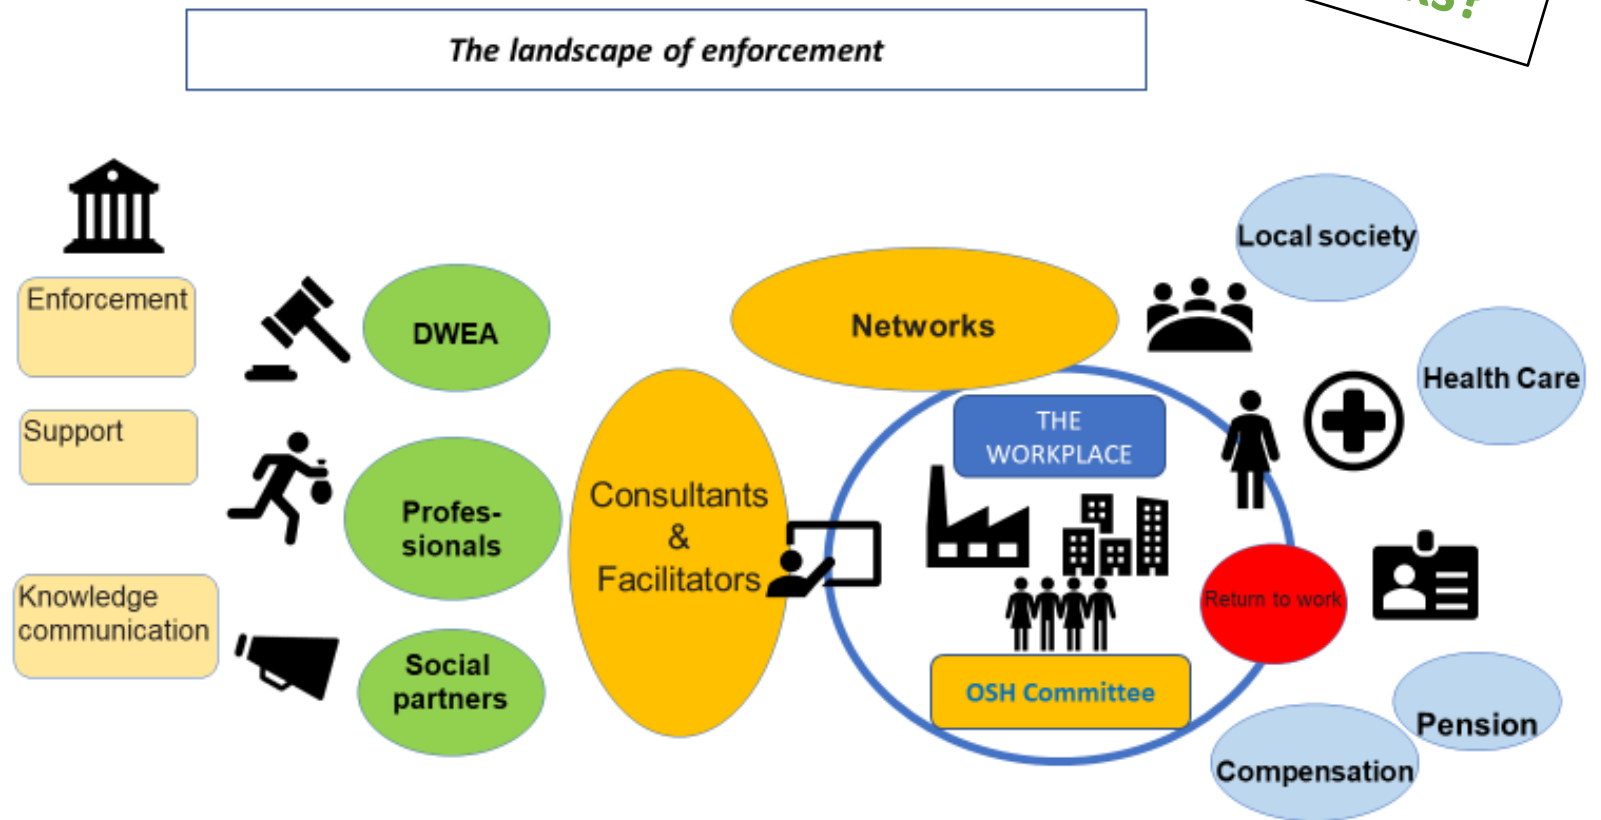 The landscape of enforcement
Enforcement
DWEA
Networks
Local society
Health Care
THE
WORKPLACE
Support
Profes-
sionals
Consultants
&
Facilitators
Return to work
Knowledge
communication
Social
partners
OSH Committee
Pension
Compensation